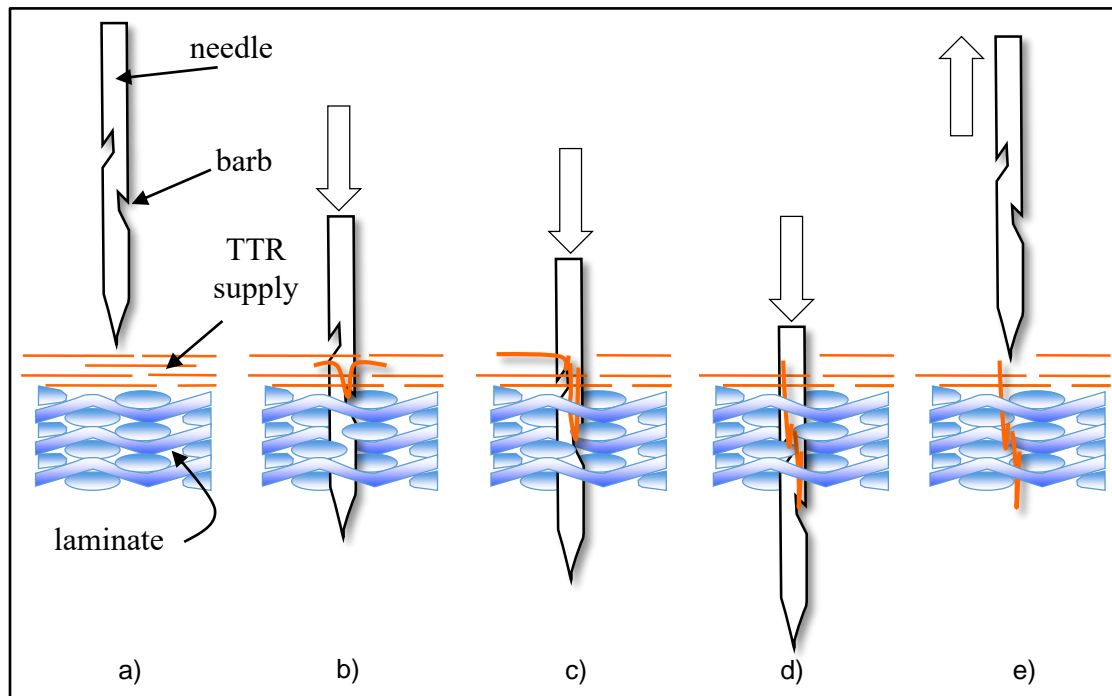 needle
barb
TTR
supply
laminate
a)
b)
c)
d)
e)